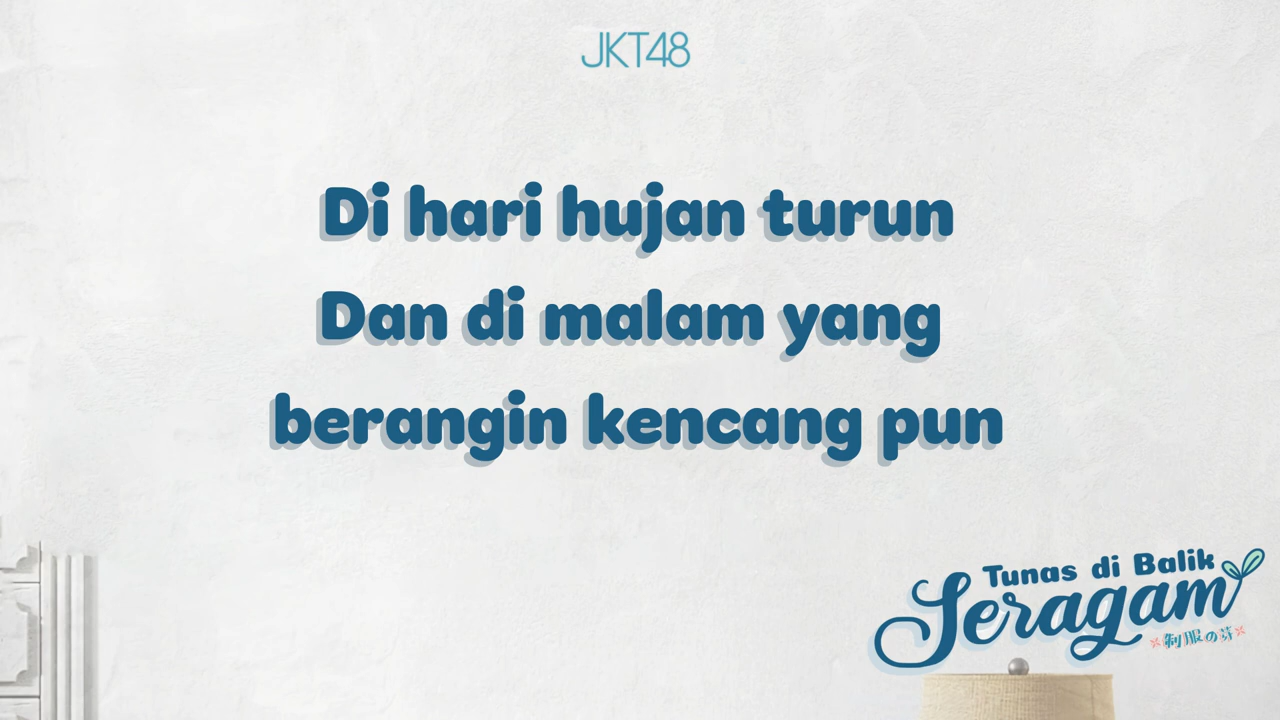 JKT48
Di hari hujan turun
Dan di malam yang
berangin kencang pun
Tunas di Balik
Seragam
制服の芽